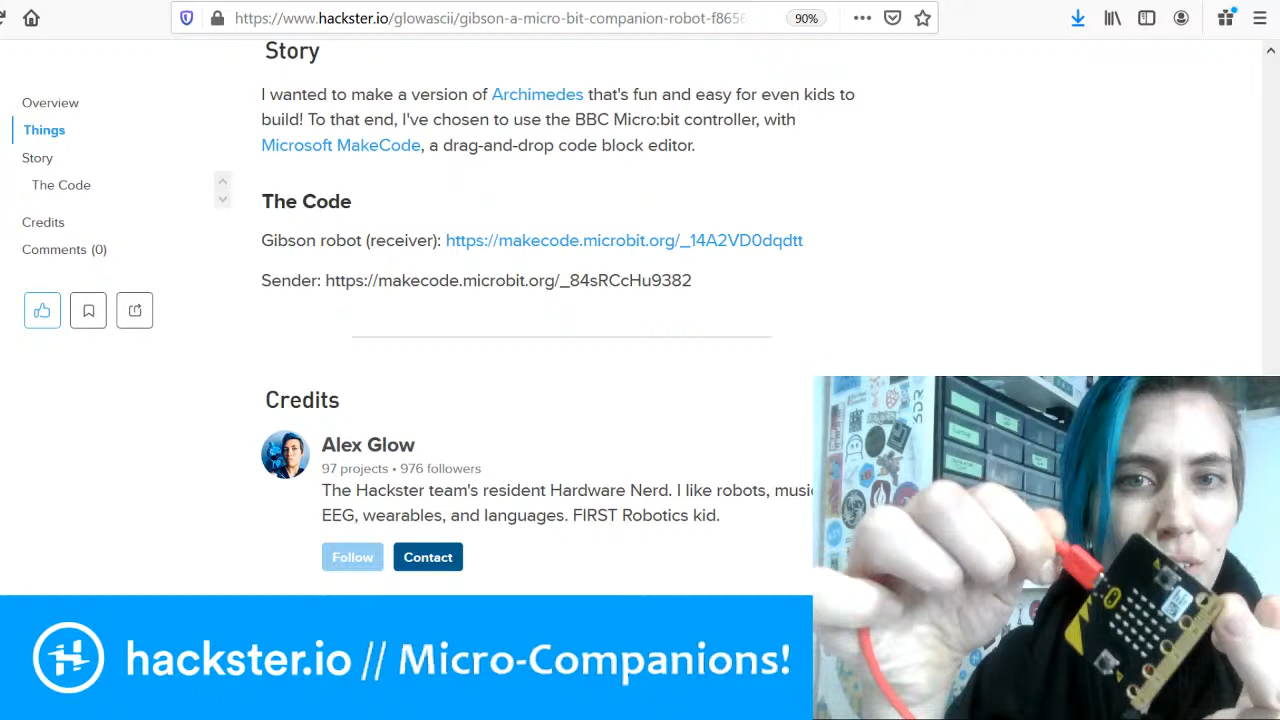 https://www.hackster.io/glowascii/gibson-a-micro-bit-companion-robot-f865
90%
Overview
Things
Story
The Code
Credits
Comments (0)
Story
I wanted to make a version of Archimedes that's fun and easy for even kids to
build! To that end, I've chosen to use the BBC Micro:bit controller, with
Microsoft MakeCode, a drag-and-drop code block editor.
The Code
Gibson robot (receiver): https://makecode.microbit.org/_14A2VD0dqdtt
Sender: https://makecode.microbit.org/_84sRCcHu9382
Credits
Alex Glow
97 projects • 976 followers
The Hackster team's resident Hardware Nerd. I like robots, music
EEG, wearables, and languages. FIRST Robotics kid.
Follow
Contact
SDR
hackster.io // Micro-Companions!